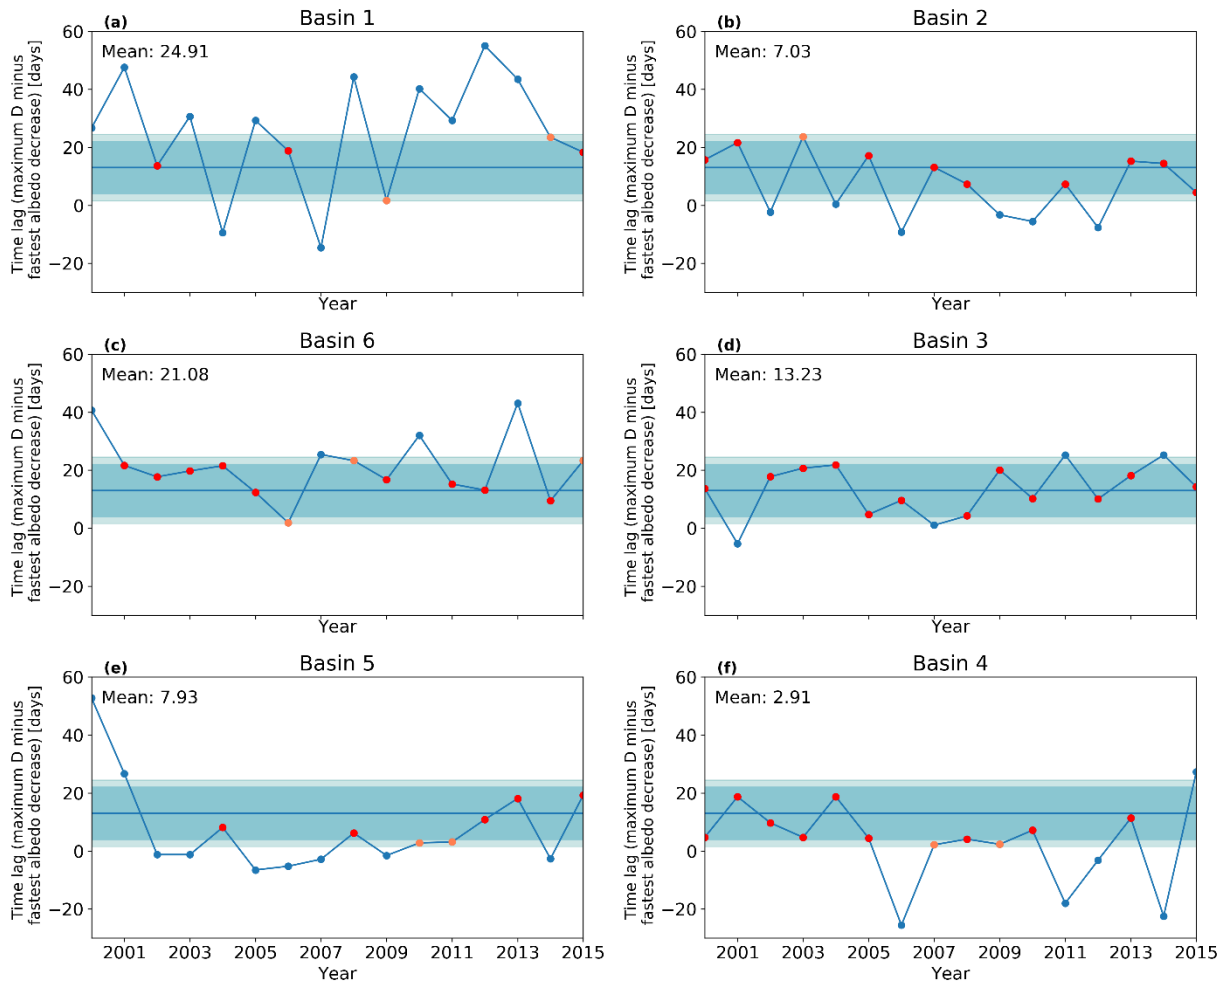 (a) Basin 1
Mean: 24.91
60
40
20
0
−20
Time lag (maximum D minus
fastest albedo decrease) [days]
Year
(b) Basin 2
Mean: 7.03
60
40
20
0
−20
Time lag (maximum D minus
fastest albedo decrease) [days]
Year
(c) Basin 6
Mean: 21.08
60
40
20
0
−20
Time lag (maximum D minus
fastest albedo decrease) [days]
Year
(d) Basin 3
Mean: 13.23
60
40
20
0
−20
Time lag (maximum D minus
fastest albedo decrease) [days]
Year
(e) Basin 5
Mean: 7.93
60
40
20
0
−20
Time lag (maximum D minus
fastest albedo decrease) [days]
2001 2003 2005 2007 2009 2011 2013 2015
Year
(f) Basin 4
Mean: 2.91
60
40
20
0
−20
Time lag (maximum D minus
fastest albedo decrease) [days]
2001 2003 2005 2007 2009 2011 2013 2015
Year